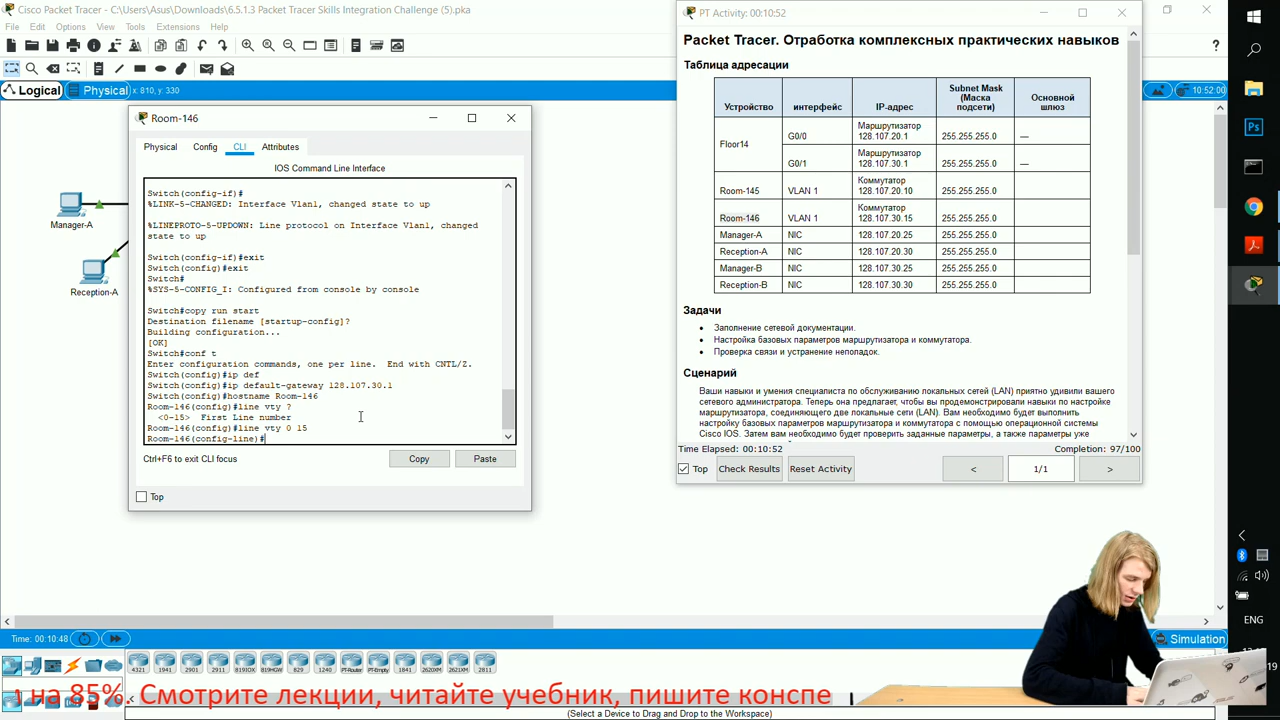 Cisco Packet Tracer - C:\Users\Asus\Downloads\6.5.1.3 Packet Tracer Skills Integration Challenge (5).pka
File Edit Options View Tools Extensions Help
Logical Physical x: 810, y: 330
10:52:00
Manager-A
Reception-A
Room-146
Physical Config CLI Attributes
IOS Command Line Interface
Switch(config-if)#
%LINK-5-CHANGED: Interface Vlan1, changed state to up
%LINEPROTO-5-UPDOWN: Line protocol on Interface Vlan1, changed
state to up
Switch(config-if)#exit
Switch(config)#exit
Switch#
%SYS-5-CONFIG_I: Configured from console by console
Switch#copy run start
Destination filename [startup-config]?
Building configuration...
[OK]
Switch#conf t
Enter configuration commands, one per line. End with CNTL/Z.
Switch(config)#ip def
Switch(config)#ip default-gateway 128.107.30.1
Switch(config)#hostname Room-146
Room-146(config)#line vty ?
<0-15> First Line number
Room-146(config)#line vty 0 15
Room-146(config-line)#
Ctrl+F6 to exit CLI focus
Copy Paste
Top
PT Activity: 00:10:52
Packet Tracer. Отработка комплексных практических навыков
Таблица адресации
Устройство интерфейс IP-адрес Subnet Mask (Маска подсети) Основной шлюз
Floor14 G0/0 Маршрутизатор 128.107.20.1 255.255.255.0 —
G0/1 Маршрутизатор 128.107.30.1 255.255.255.0 —
Room-145 VLAN 1 Коммутатор 128.107.20.10 255.255.255.0
Room-146 VLAN 1 Коммутатор 128.107.30.15 255.255.255.0
Manager-A NIC 128.107.20.25 255.255.255.0
Reception-A NIC 128.107.20.30 255.255.255.0
Manager-B NIC 128.107.30.25 255.255.255.0
Reception-B NIC 128.107.30.30 255.255.255.0
Задачи
Заполнение сетевой документации.
Настройка базовых параметров маршрутизатора и коммутатора.
Проверка связи и устранение неполадок.
Сценарий
Ваши навыки и умения специалиста по обслуживанию локальных сетей (LAN) приятно удивили вашего
сетевого администратора. Теперь она предлагает, чтобы вы продемонстрировали навыки по настройке
маршрутизатора, соединяющего две локальные сети (LAN). Вам необходимо будет выполнить
настройку базовых параметров маршрутизатора и коммутатора с помощью операционной системы
Cisco IOS. Затем вам необходимо будет проверить заданные параметры, а также параметры уже
Time Elapsed: 00:10:52 Completion: 97/100
Top Check Results Reset Activity < 1/1 >
Time: 00:10:48
Simulation
ENG
4321 1941 2901 2911 819IOX 819HGW 829 1240 PT-Router PT-Empty 1841 2620XM 2621XM 2811
на 85%. Смотрите лекции, читайте учебник, пишите конспе
(Select a Device to Drag and Drop to the Workspace)